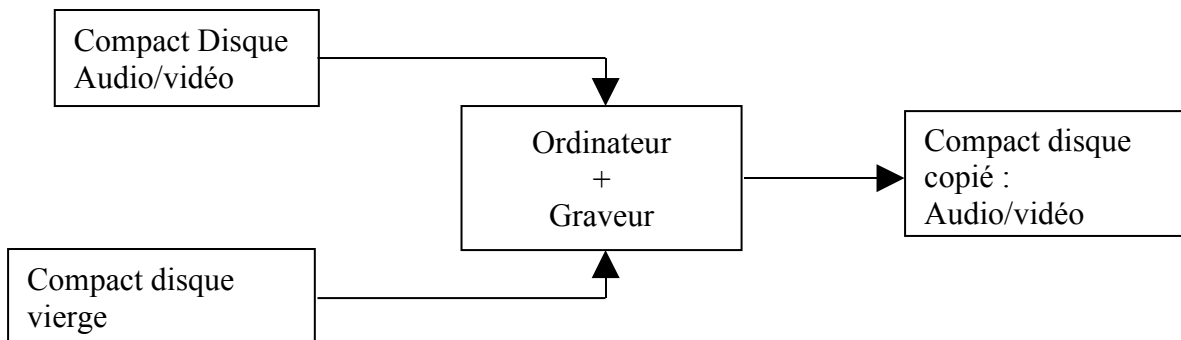 Compact Disque
Audio/vidéo
Ordinateur
+
Graveur
Compact disque
copié :
Audio/vidéo
Compact disque
vierge